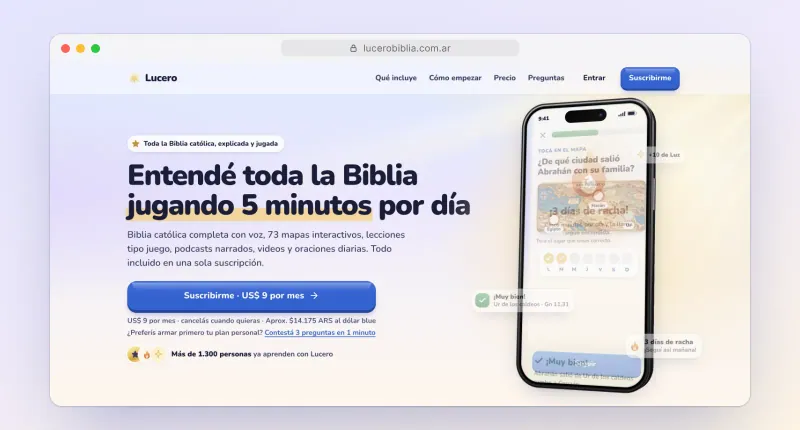 lucerobiblia.com.ar
Lucero
Qué incluye
Cómo empezar
Precio
Preguntas
Entrar
Suscribirme
Toda la Biblia católica, explicada y jugada
Entendé toda la Biblia
jugando 5 minutos por día
Biblia católica completa con voz, 73 mapas interactivos, lecciones
tipo juego, podcasts narrados, videos y oraciones diarias. Todo
incluido en una sola suscripción.
Suscribirme · US$ 9 por mes →
US$ 9 por mes · cancelás cuando quieras · Aprox. $14.175 ARS al dólar blue
¿Preferís armar primero tu plan personal? Contestá 3 preguntas en 1 minuto
Más de 1.300 personas ya aprenden con Lucero
9:41
TOCÁ EN EL MAPA
¿De qué ciudad salió
Abrahán con su familia?
+10 de Luz
¡3 días de racha!
L M M J V S D
¡Muy bien!
Ur de los caldeos · Gn 11,31
3 días de racha
¡Seguí así mañana!
¡Muy bien!